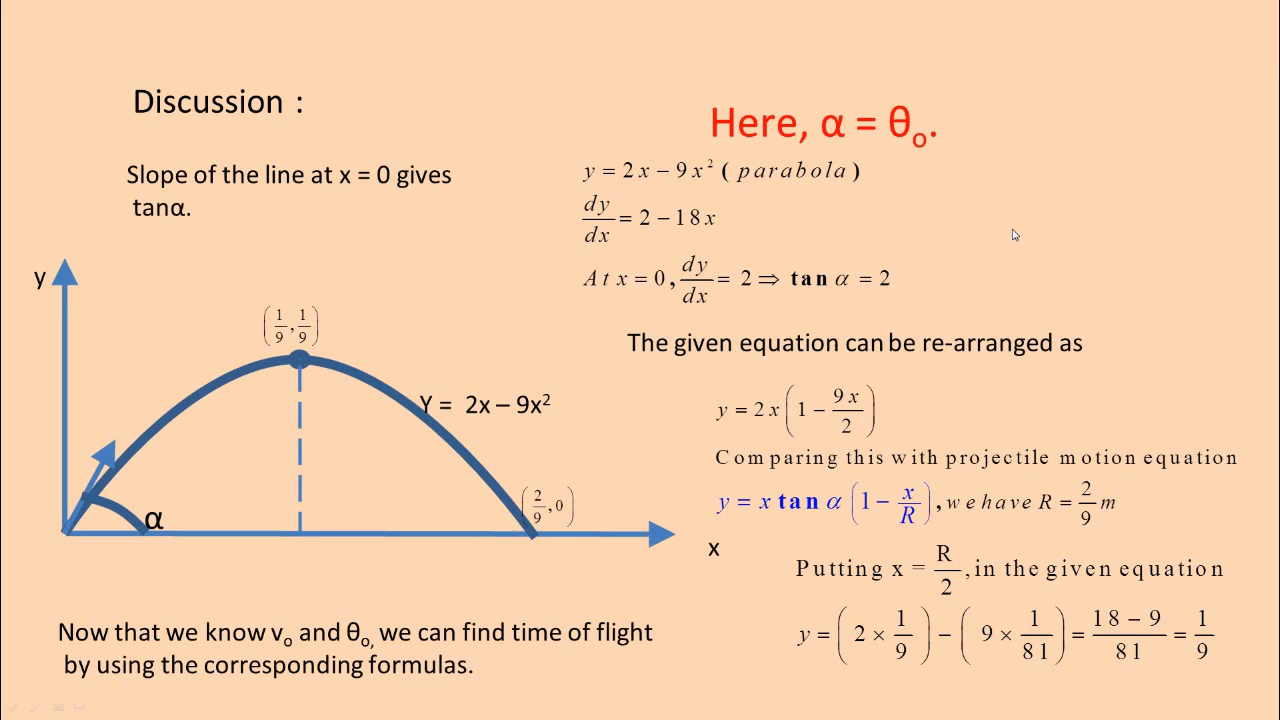 Discussion :
Slope of the line at x = 0 gives
tanα.
y
(1/9, 1/9)
Y = 2x – 9x²
(2/9, 0)
α
x
Now that we know vₒ and θₒ, we can find time of flight
by using the corresponding formulas.
Here, α = θₒ.
y = 2x − 9x² (parabola)
dy/dx = 2 − 18x
At x = 0, dy/dx = 2 ⇒ tan α = 2
The given equation can be re-arranged as
y = 2x(1 − 9x/2)
Comparing this with projectile motion equation
y = x tan α (1 − x/R), we have R = 2/9 m
Putting x = R/2, in the given equation
y = (2 × 1/9) − (9 × 1/81) = (18 − 9)/81 = 1/9